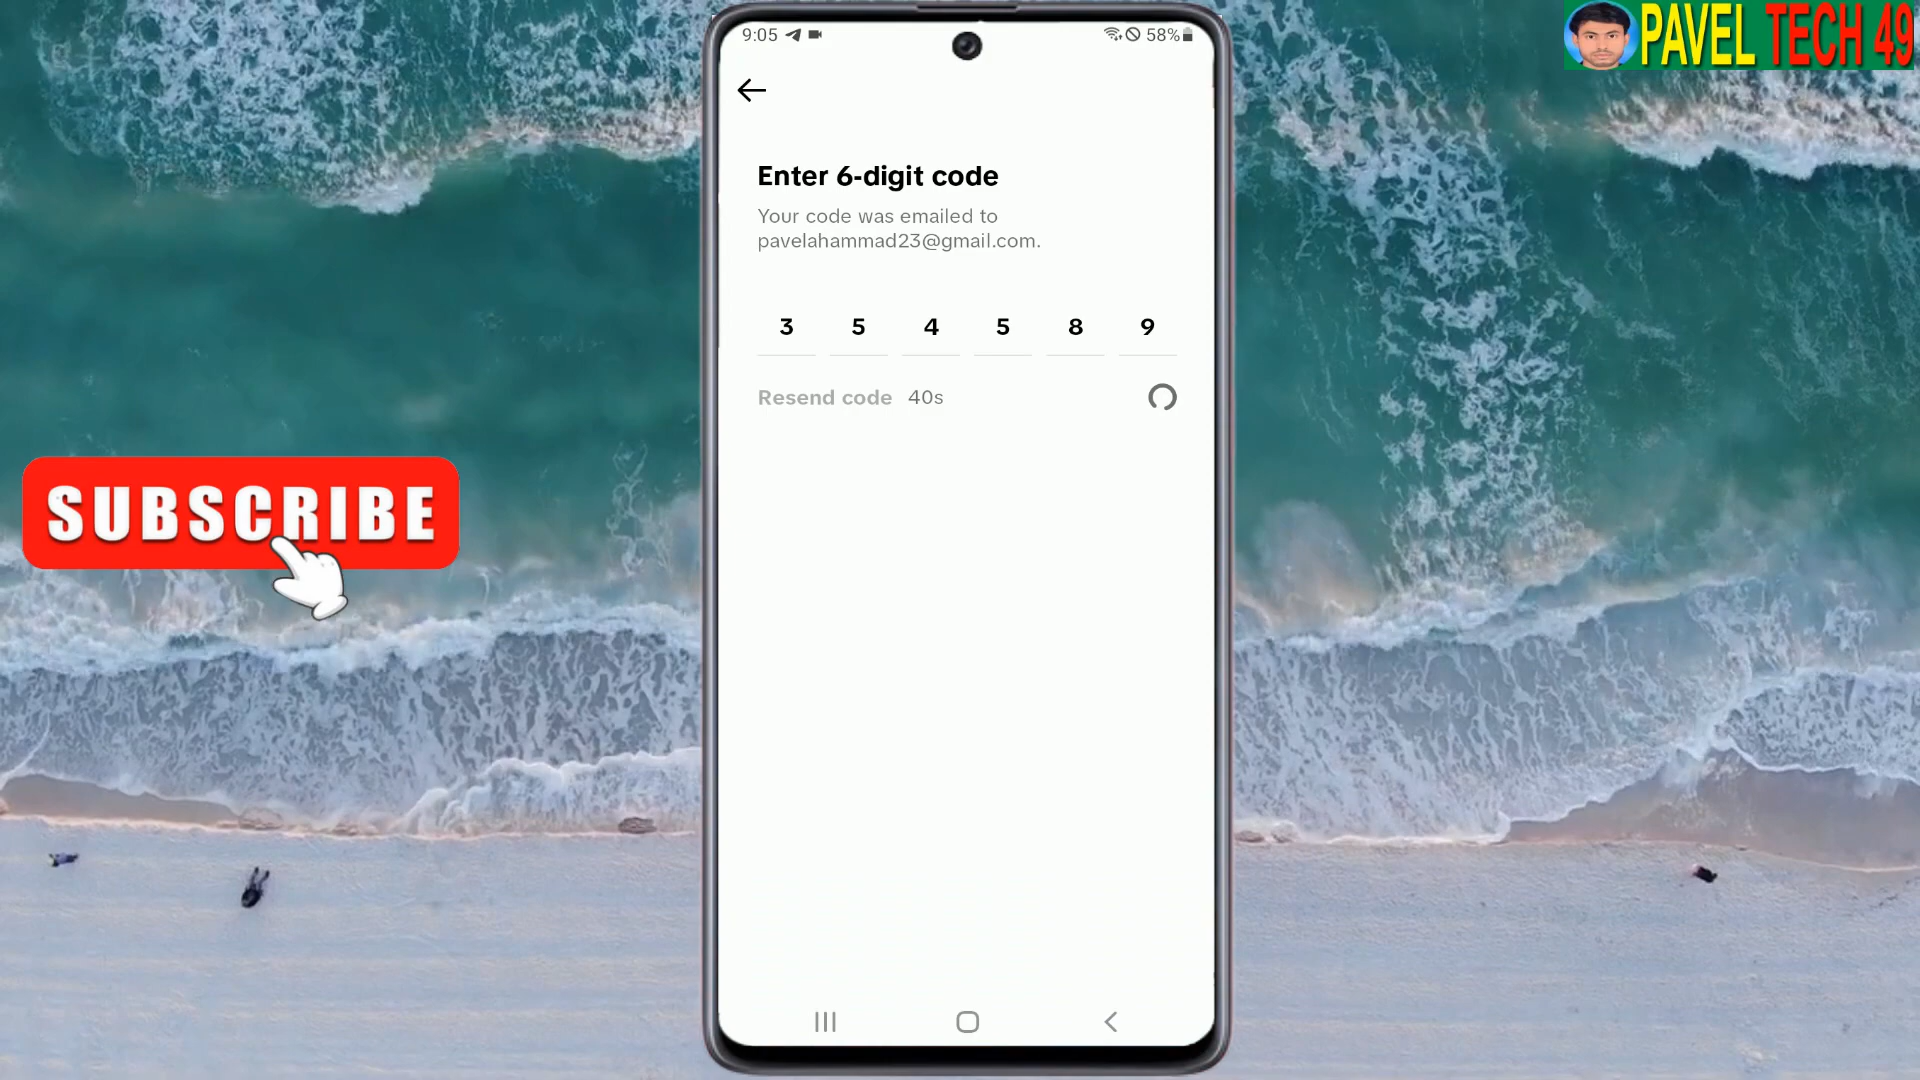 PAVEL TECH 49
9:05
58%
Enter 6-digit code
Your code was emailed to
pavelahammad23@gmail.com.
3 5 4 5 8 9
Resend code 40s
SUBSCRIBE